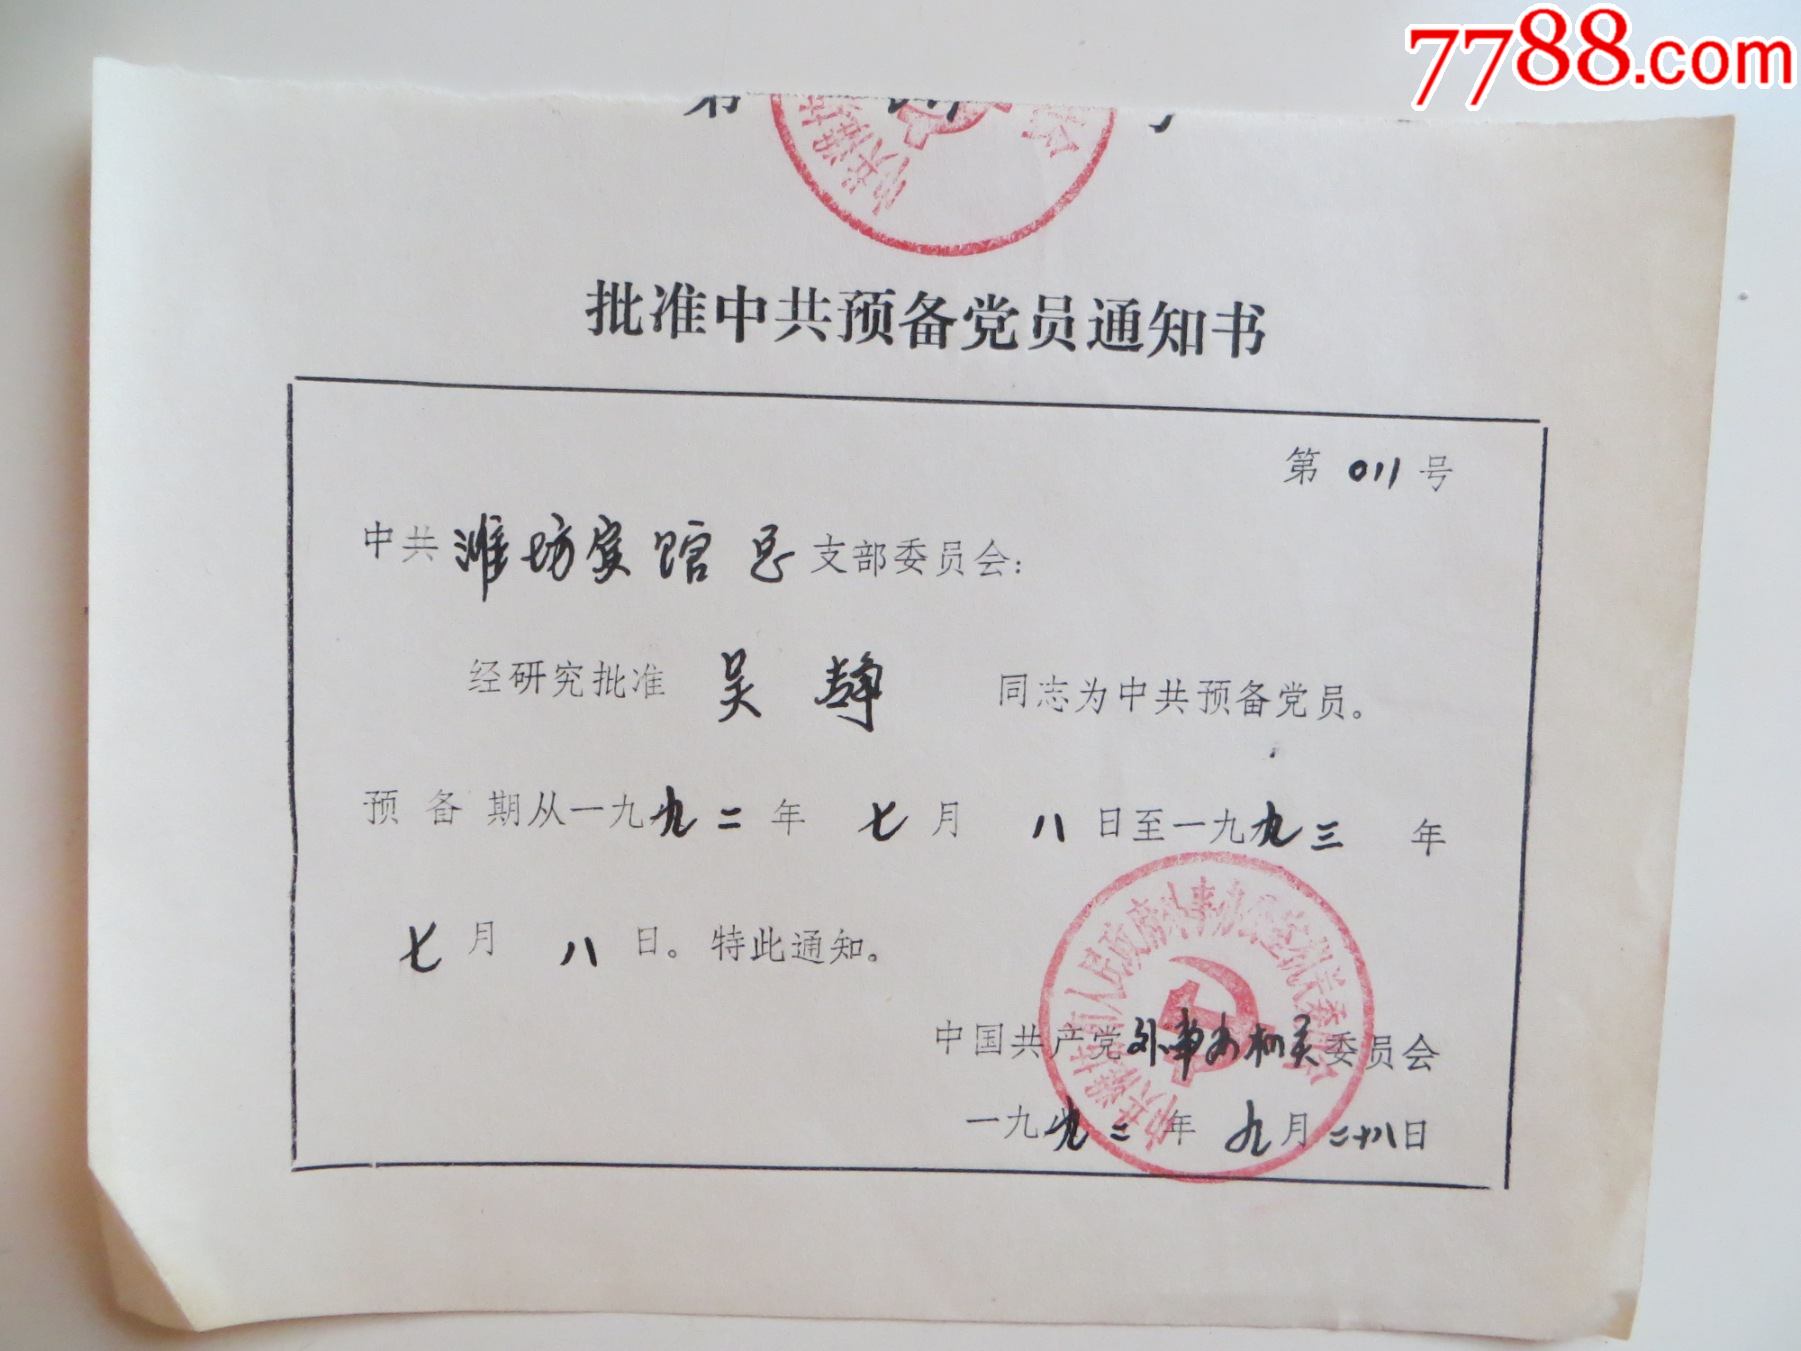 7788.com
第 号
批准中共预备党员通知书
第 011 号
中共 潍坊宾馆总 支部委员会:
经研究批准 吴静 同志为中共预备党员。
预备期从一九九二年 七月 八日至一九九三 年
七月 八日。特此通知。
中国共产党外事办机关委员会
一九九二年 九月二十八日